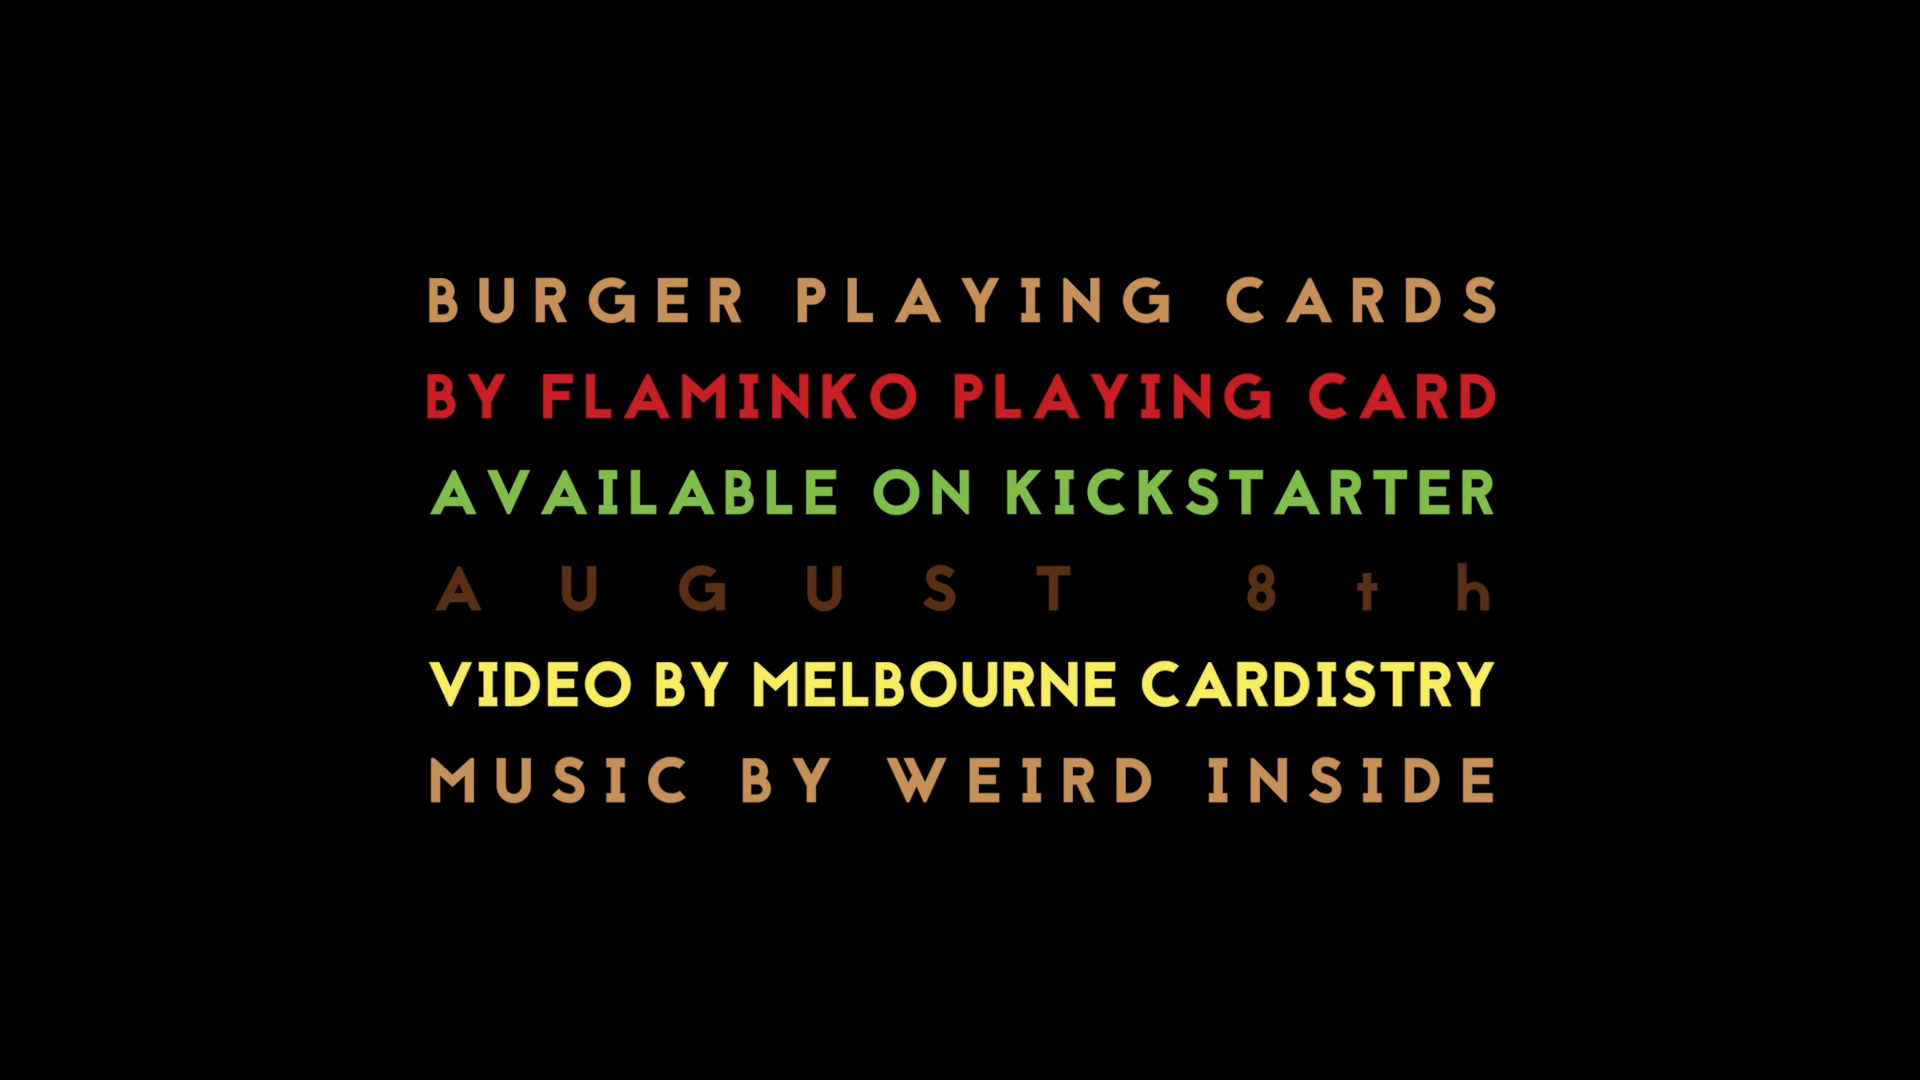 BURGER PLAYING CARDS
BY FLAMINKO PLAYING CARD
AVAILABLE ON KICKSTARTER
AUGUST 8th
VIDEO BY MELBOURNE CARDISTRY
MUSIC BY WEIRD INSIDE